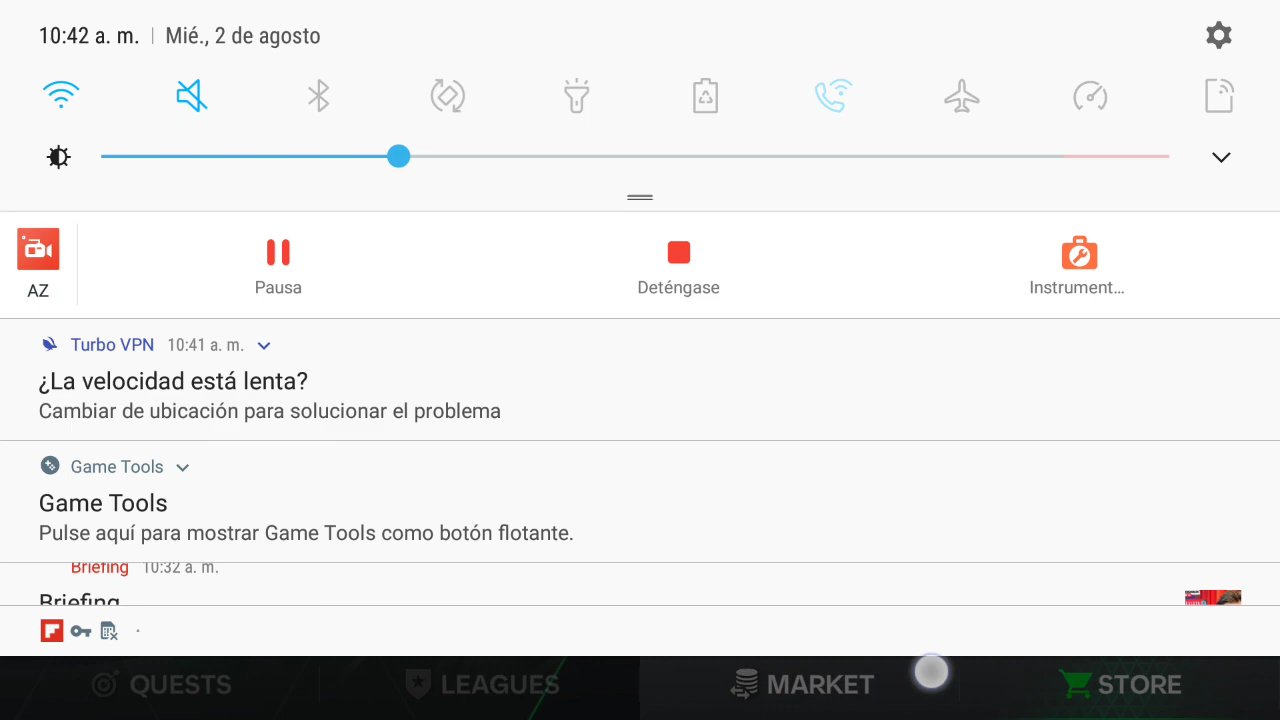 10:42 a. m. | Mié., 2 de agosto
AZ
Pausa
Deténgase
Instrument...
Turbo VPN 10:41 a. m.
¿La velocidad está lenta?
Cambiar de ubicación para solucionar el problema
Game Tools
Game Tools
Pulse aquí para mostrar Game Tools como botón flotante.
Briefing 10:32 a. m.
Briefing
QUESTS LEAGUES MARKET STORE